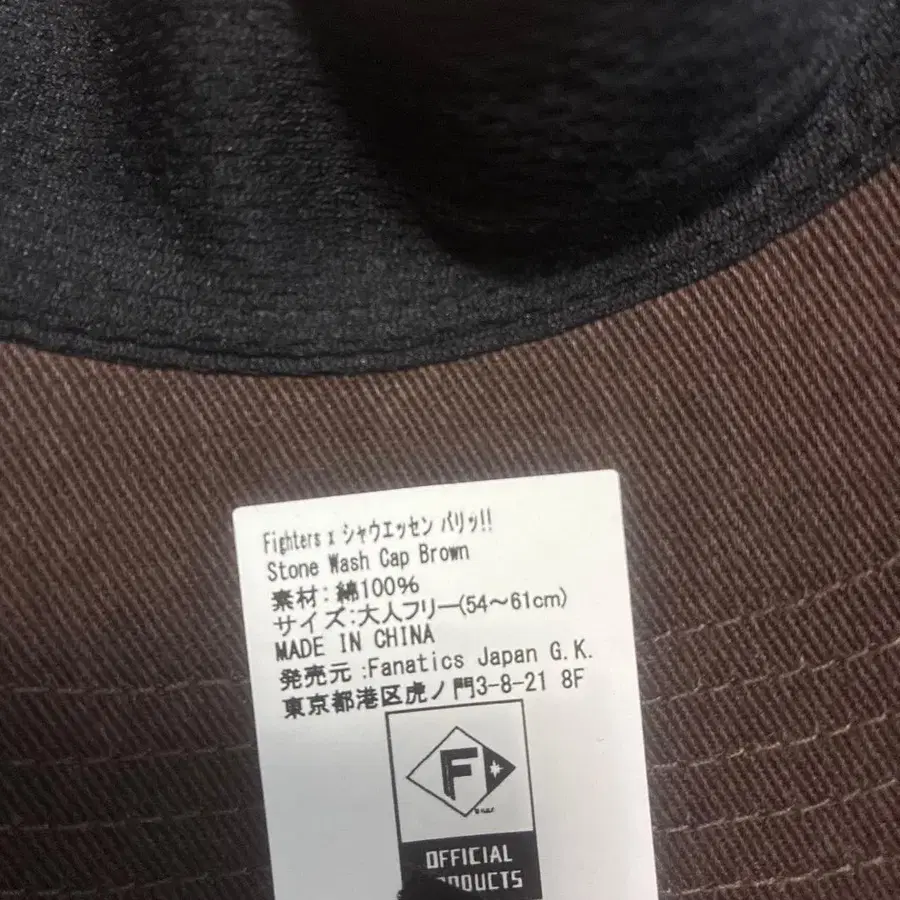 Fighters x シャウエッセン パリッ!!
Stone Wash Cap Brown
素材:綿100%
サイズ:大人フリー(54～61cm)
MADE IN CHINA
発売元 :Fanatics Japan G.K.
東京都港区虎ノ門3-8-21 8F
F
OFFICIAL